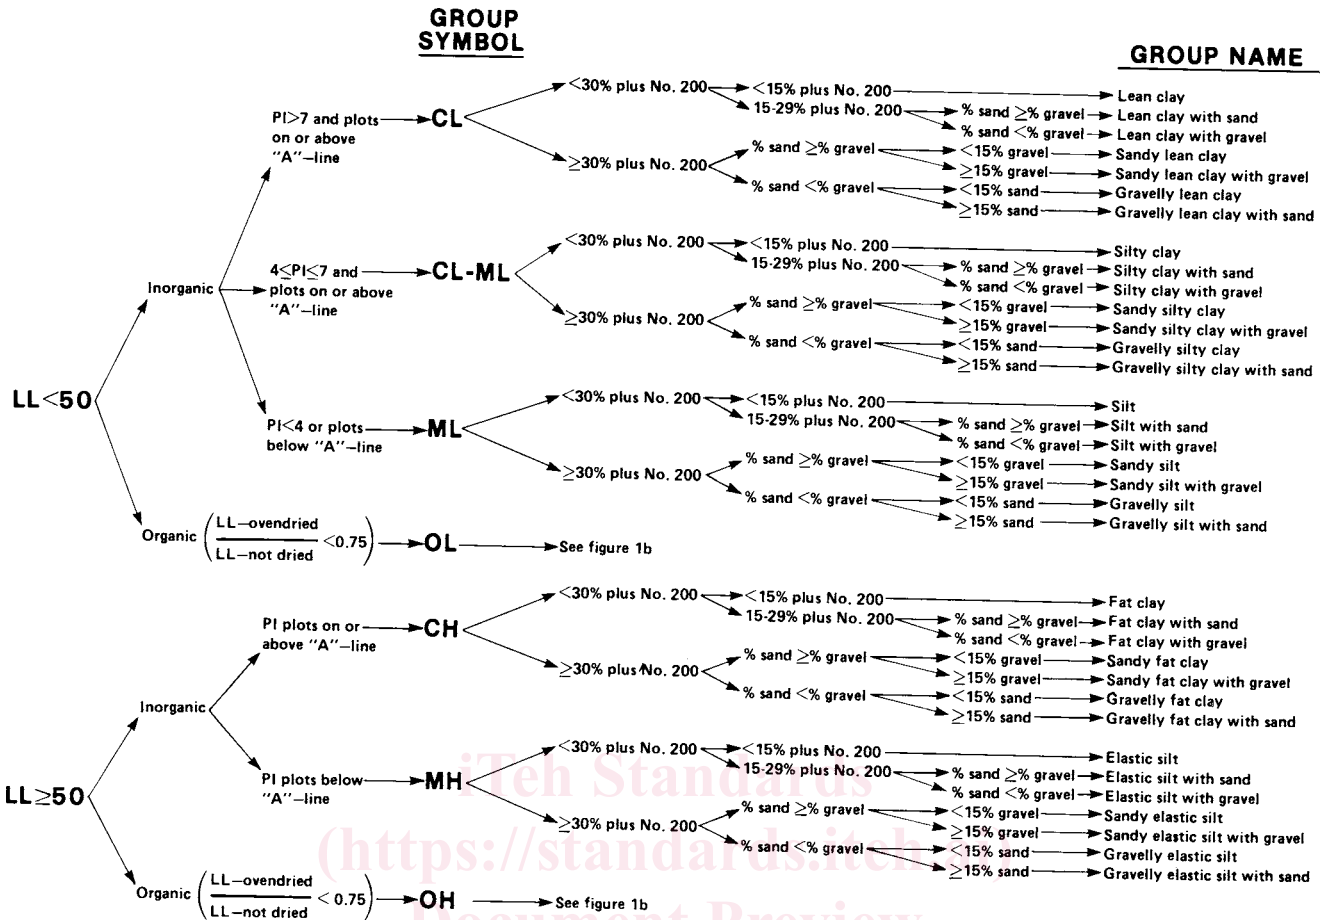 GROUP
SYMBOL
GROUP NAME
LL<50
Inorganic
PI>7 and plots
on or above
"A"—line
CL
<30% plus No. 200
<15% plus No. 200
Lean clay
15-29% plus No. 200
% sand ≥% gravel
Lean clay with sand
% sand <% gravel
Lean clay with gravel
≥30% plus No. 200
% sand ≥% gravel
<15% gravel
Sandy lean clay
≥15% gravel
Sandy lean clay with gravel
% sand <% gravel
<15% sand
Gravelly lean clay
≥15% sand
Gravelly lean clay with sand
4≤PI≤7 and
plots on or above
"A"—line
CL-ML
<30% plus No. 200
<15% plus No. 200
Silty clay
15-29% plus No. 200
% sand ≥% gravel
Silty clay with sand
% sand <% gravel
Silty clay with gravel
≥30% plus No. 200
% sand ≥% gravel
<15% gravel
Sandy silty clay
≥15% gravel
Sandy silty clay with gravel
% sand <% gravel
<15% sand
Gravelly silty clay
≥15% sand
Gravelly silty clay with sand
PI<4 or plots
below "A"—line
ML
<30% plus No. 200
<15% plus No. 200
Silt
15-29% plus No. 200
% sand ≥% gravel
Silt with sand
% sand <% gravel
Silt with gravel
≥30% plus No. 200
% sand ≥% gravel
<15% gravel
Sandy silt
≥15% gravel
Sandy silt with gravel
% sand <% gravel
<15% sand
Gravelly silt
≥15% sand
Gravelly silt with sand
Organic (LL—ovendried
LL—not dried <0.75)
OL
See figure 1b
LL≥50
Inorganic
PI plots on or
above "A"—line
CH
<30% plus No. 200
<15% plus No. 200
Fat clay
15-29% plus No. 200
% sand ≥% gravel
Fat clay with sand
% sand <% gravel
Fat clay with gravel
≥30% plus No. 200
% sand ≥% gravel
<15% gravel
Sandy fat clay
≥15% gravel
Sandy fat clay with gravel
% sand <% gravel
<15% sand
Gravelly fat clay
≥15% sand
Gravelly fat clay with sand
PI plots below
"A"—line
MH
<30% plus No. 200
<15% plus No. 200
Elastic silt
15-29% plus No. 200
% sand ≥% gravel
Elastic silt with sand
% sand <% gravel
Elastic silt with gravel
≥30% plus No. 200
% sand ≥% gravel
<15% gravel
Sandy elastic silt
≥15% gravel
Sandy elastic silt with gravel
% sand <% gravel
<15% sand
Gravelly elastic silt
≥15% sand
Gravelly elastic silt with sand
Organic (LL—ovendried
LL—not dried < 0.75)
OH
See figure 1b
iTeh Standards
(https://standards.iteh.ai)
Document Preview